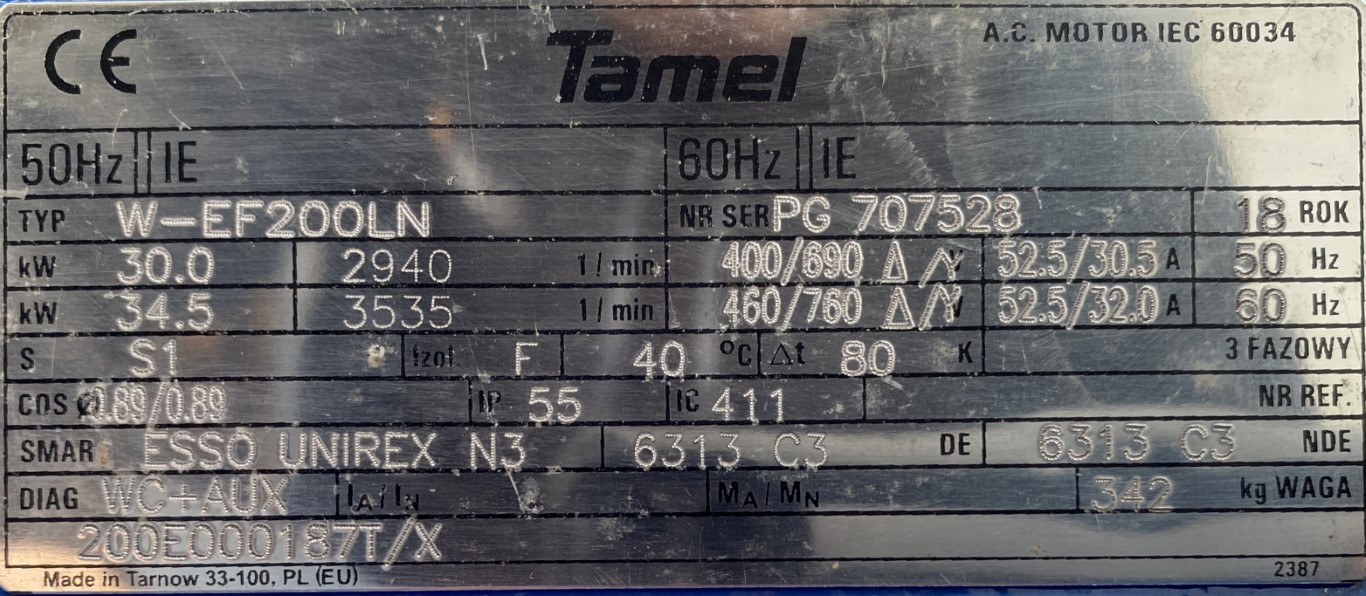 CE Tamel A.C. MOTOR IEC 60034
50Hz IE 60Hz IE
TYP W-EF200LN NR SER PG 707528 18 ROK
kW 30.0 2940 1/min 400/690 Δ/Y V 52.5/30.5 A 50 Hz
kW 34.5 3535 1/min 460/760 Δ/Y V 52.5/32.0 A 60 Hz
S S1 Izol. F 40 °C Δt 80 K 3 FAZOWY
COS Ø 0.89/0.89 IP 55 IC 411 NR REF.
SMAR ESSO UNIREX N3 6313 C3 DE 6313 C3 NDE
DIAG WC+AUX IA/IN MA/MN 342 kg WAGA
200E000187T/X
Made in Tarnow 33-100, PL (EU) 2387